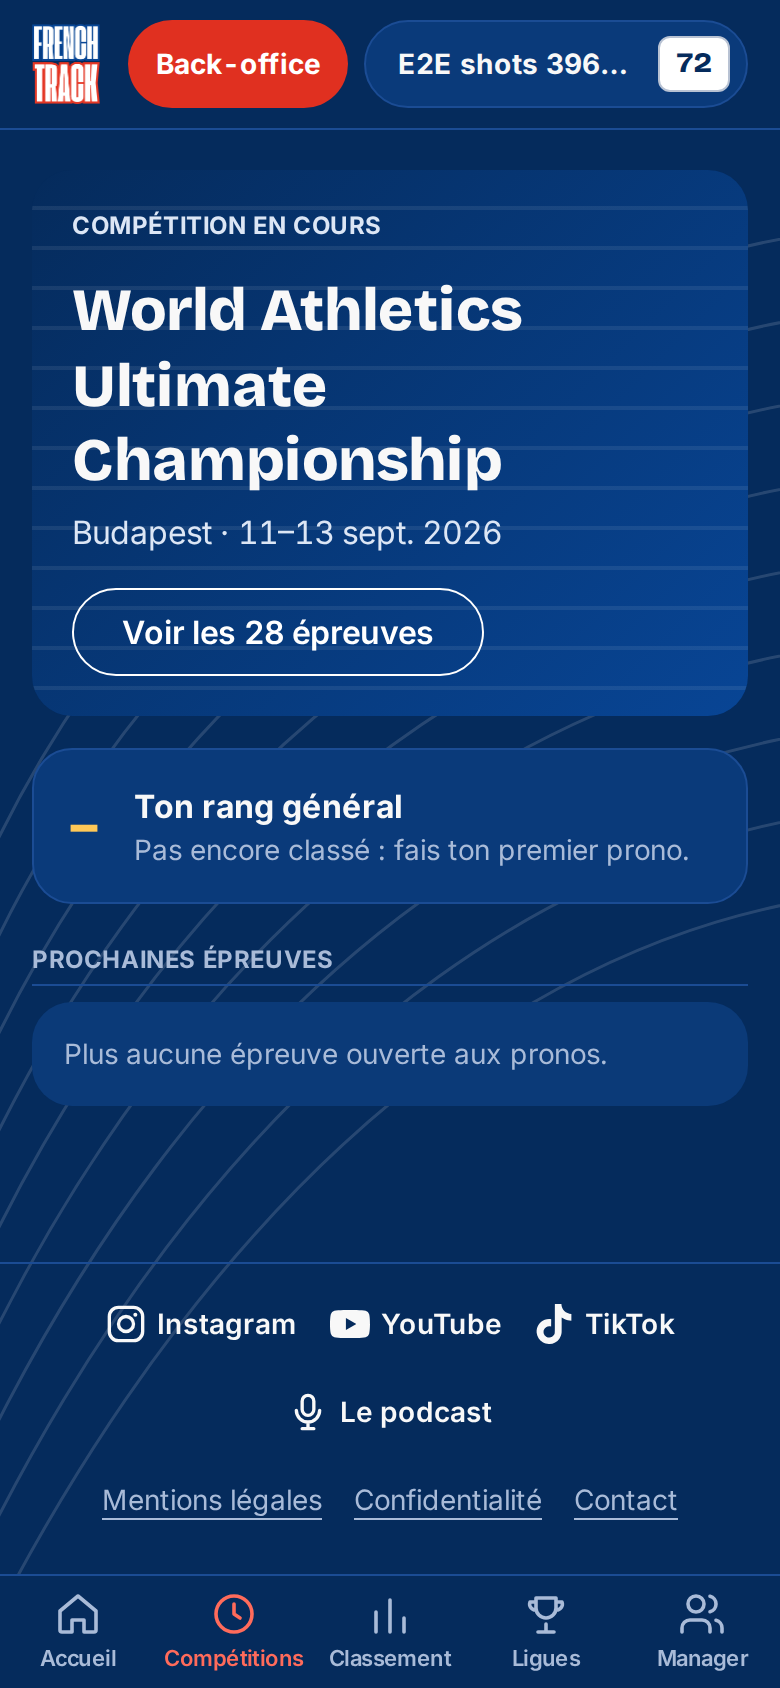 FRENCH
TRACK
Back-office
E2E shots 396...
72
COMPÉTITION EN COURS
World Athletics
Ultimate
Championship
Budapest · 11–13 sept. 2026
Voir les 28 épreuves
–
Ton rang général
Pas encore classé : fais ton premier prono.
PROCHAINES ÉPREUVES
Plus aucune épreuve ouverte aux pronos.
Instagram
YouTube
TikTok
Le podcast
Mentions légales
Confidentialité
Contact
Accueil
Compétitions
Classement
Ligues
Manager